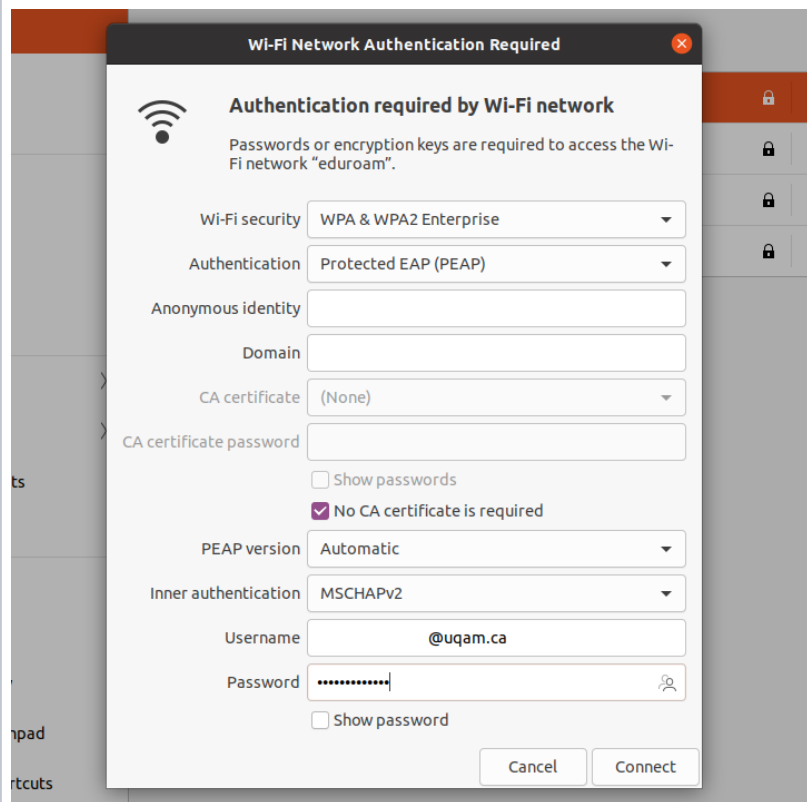 Wi-Fi Network Authentication Required
Authentication required by Wi-Fi network
Passwords or encryption keys are required to access the Wi-
Fi network “eduroam”.
Wi-Fi security WPA & WPA2 Enterprise
Authentication Protected EAP (PEAP)
Anonymous identity
Domain
CA certificate (None)
CA certificate password
Show passwords
ts
No CA certificate is required
PEAP version Automatic
Inner authentication MSCHAPv2
Username @uqam.ca
Password •••••••••••••
Show password
npad
Cancel Connect
rtcuts